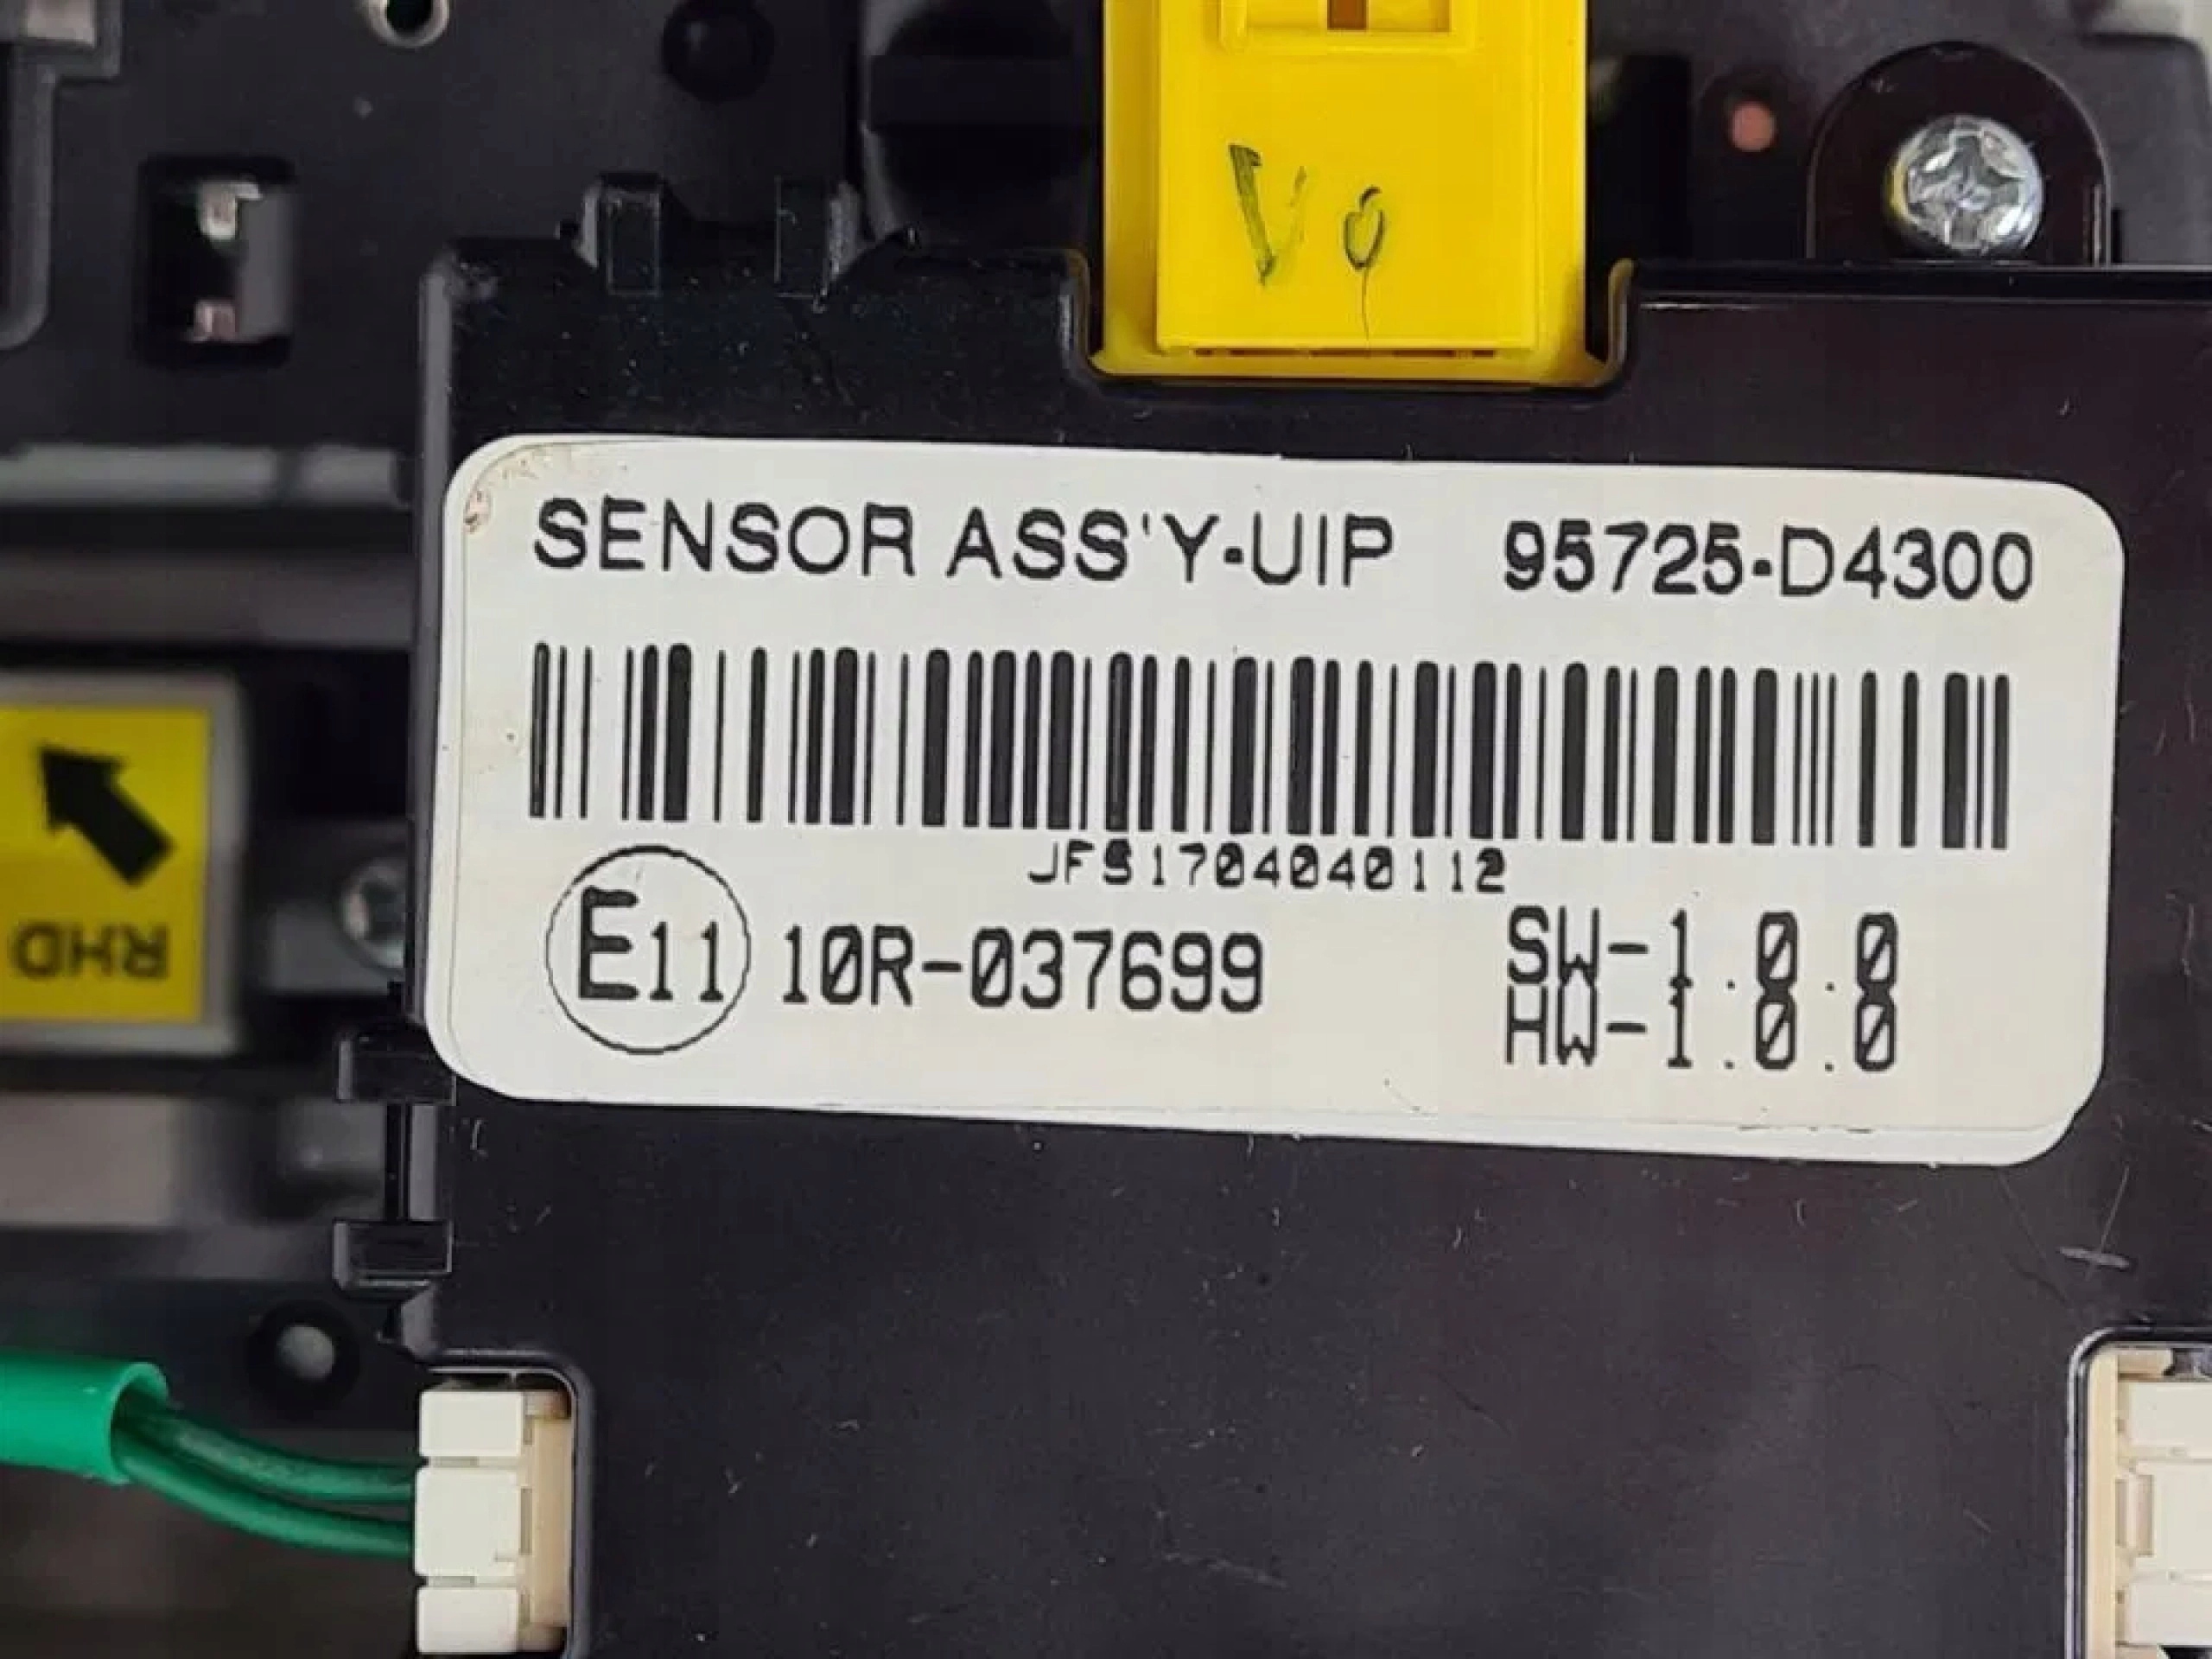 SENSOR ASS'Y-UIP 95725-D4300
JFS1704040112
E11 10R-037699
SW-1.0.0
HW-1.0.0
RHD